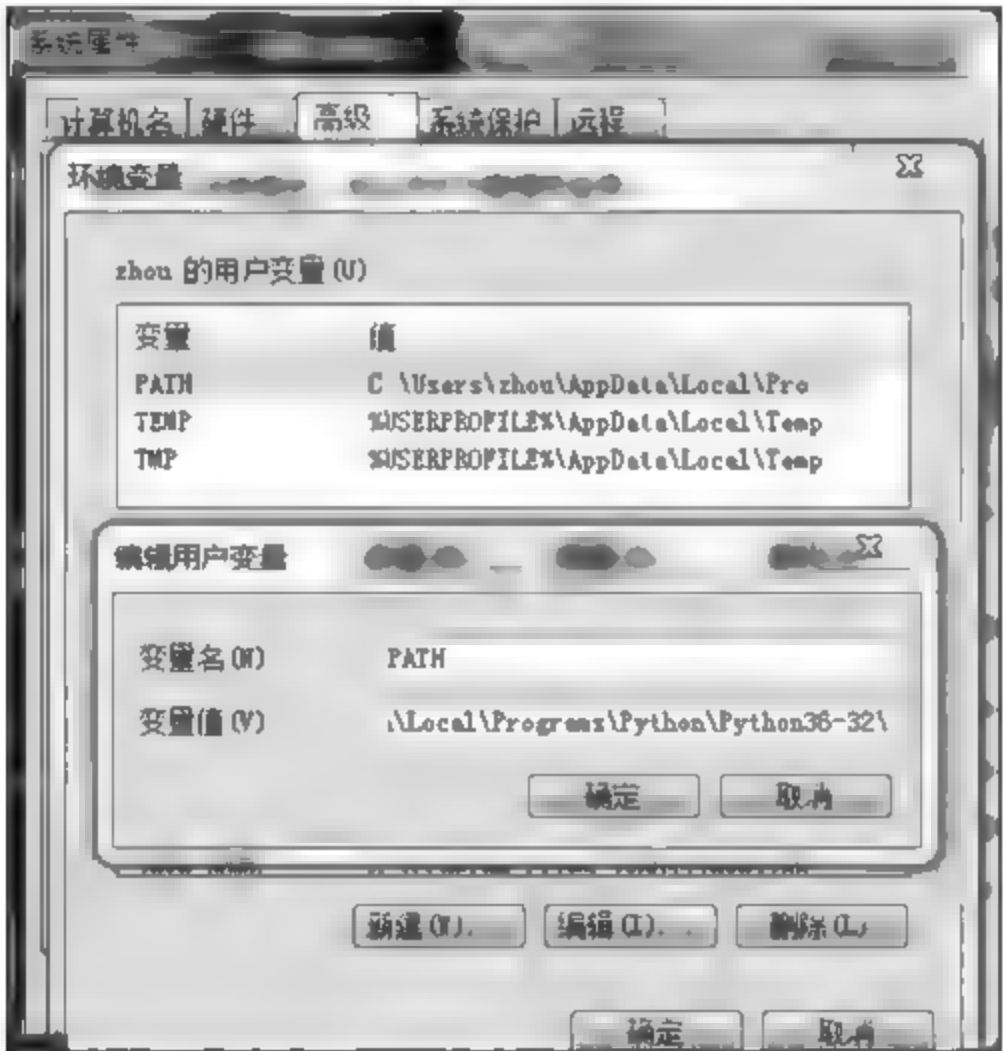 系统属性
计算机名 硬件 高级 系统保护 远程
环境变量
zhou 的用户变量(U)
变量 值
PATH C \Users\zhou\AppData\Local\Pro
TEMP %USERPROFILE%\AppData\Local\Temp
TMP %USERPROFILE%\AppData\Local\Temp
编辑用户变量
变量名(N) PATH
变量值(V) \Local\Programs\Python\Python36-32\
确定 取消
新建(W). 编辑(I). . 删除(L)
确定 取消